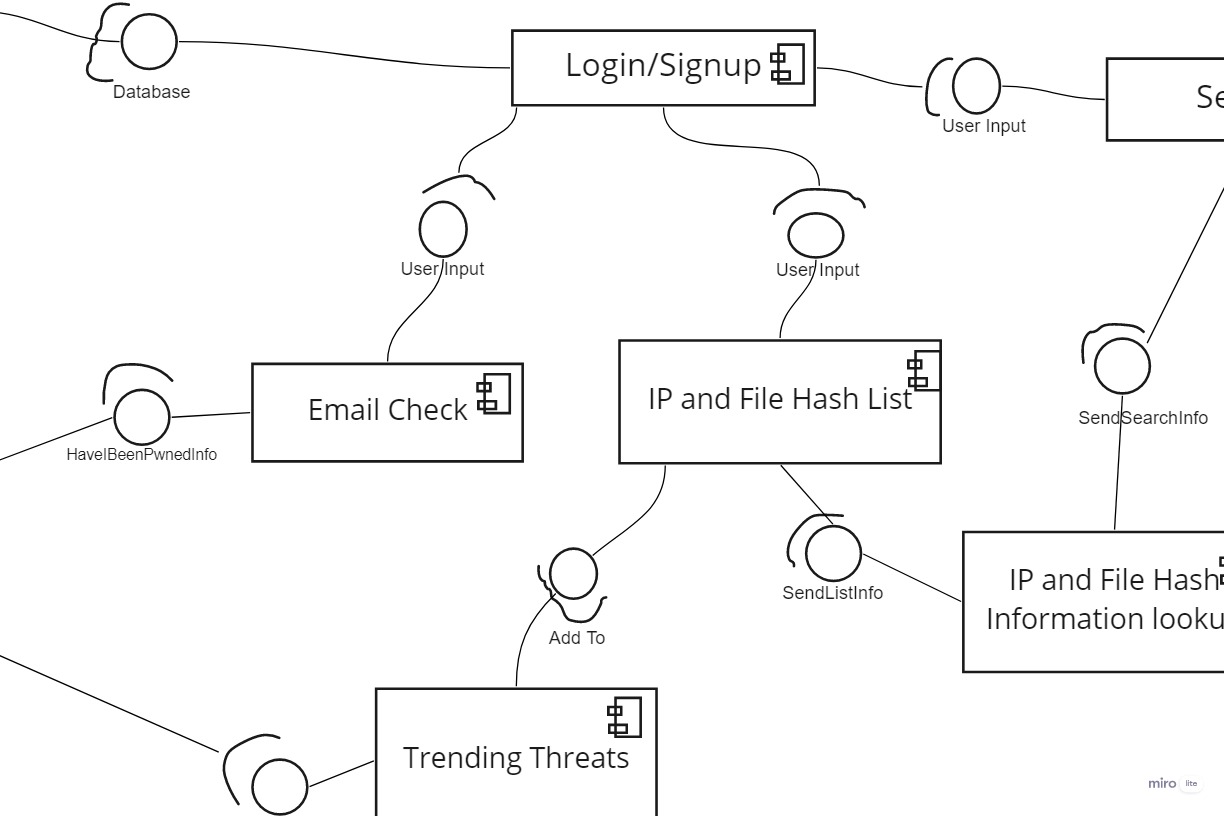 Database
Login/Signup
User Input
Se
User Input
User Input
Email Check
HaveIBeenPwnedInfo
IP and File Hash List
SendSearchInfo
Add To
SendListInfo
IP and File Hash
Information looku
Trending Threats
miro lite